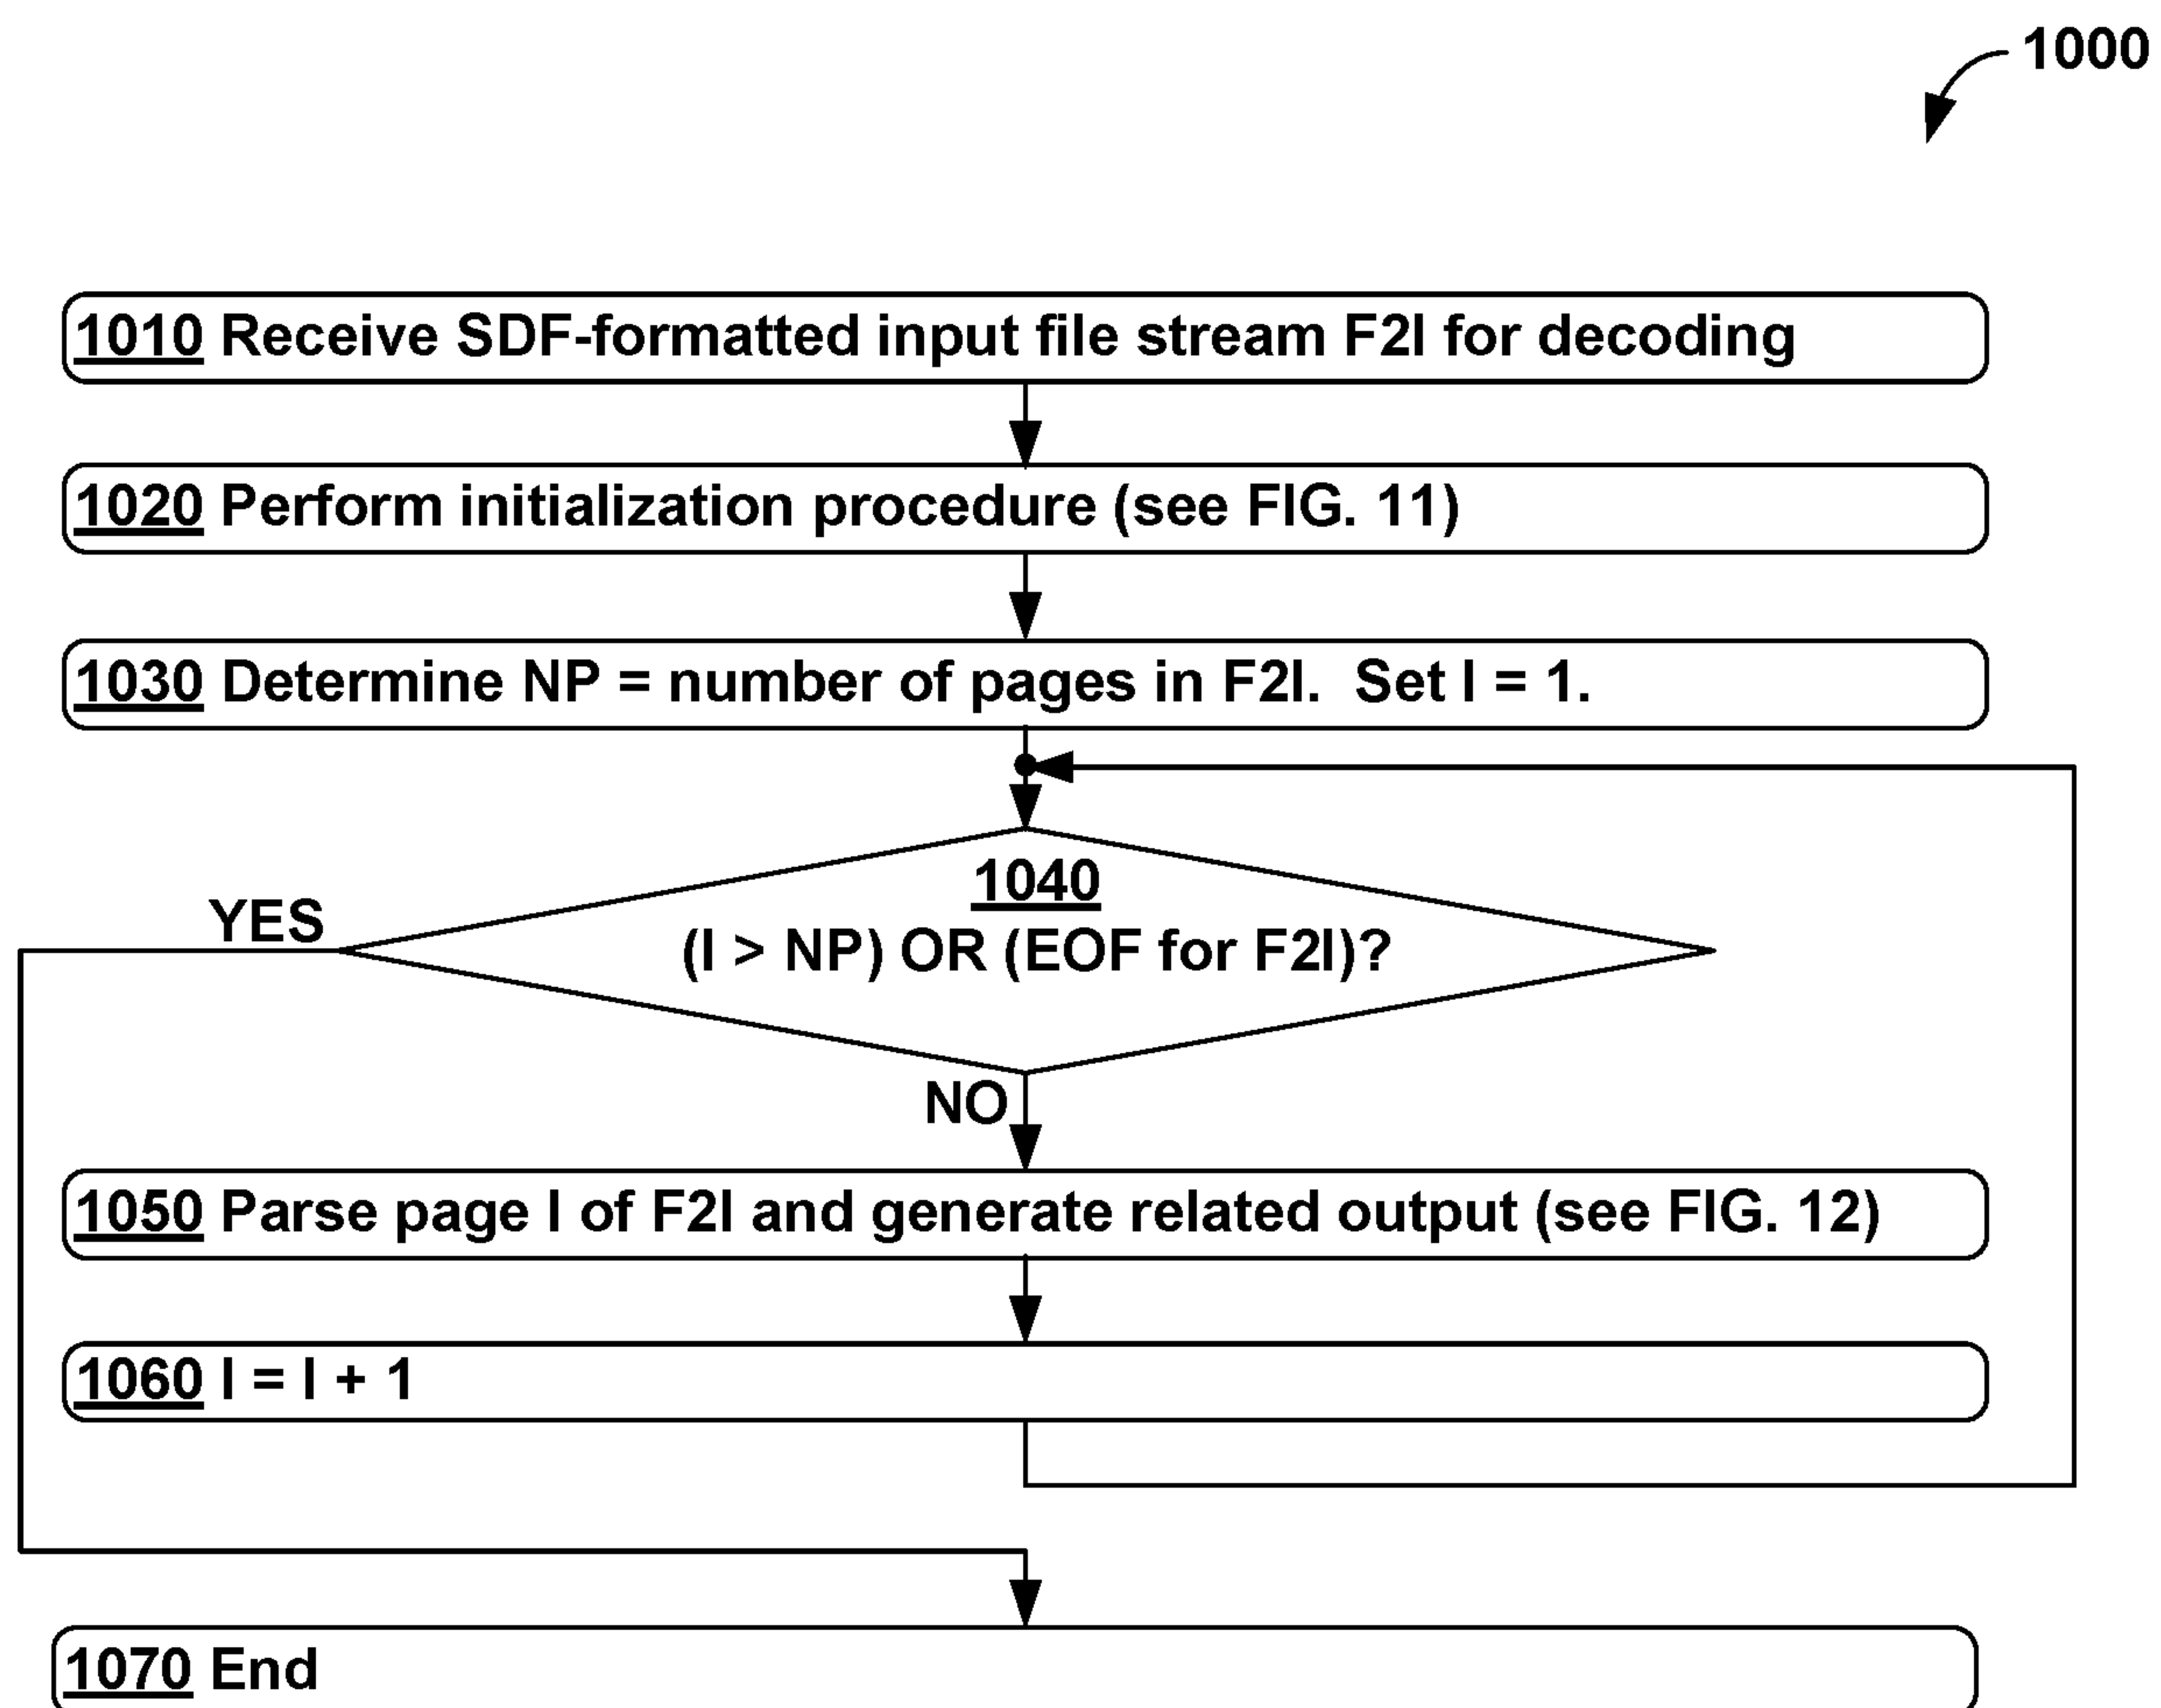 1000
1010 Receive SDF-formatted input file stream F2I for decoding
1020 Perform initialization procedure (see FIG. 11)
1030 Determine NP = number of pages in F2I. Set I = 1.
1040
YES
(I > NP) OR (EOF for F2I)?
NO
1050 Parse page I of F2I and generate related output (see FIG. 12)
1060 I = I + 1
1070 End